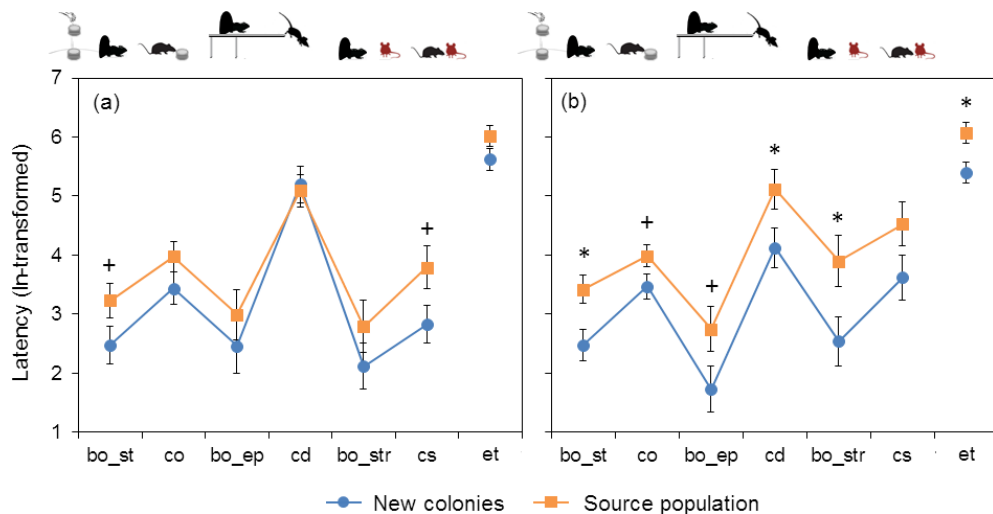 7
(a)
(b)
*
6
*
5
Latency (ln-transformed)
+
+
+
*
*
4
+
3
2
1
bo_st co bo_ep cd bo_str cs et
bo_st co bo_ep cd bo_str cs et
New colonies Source population